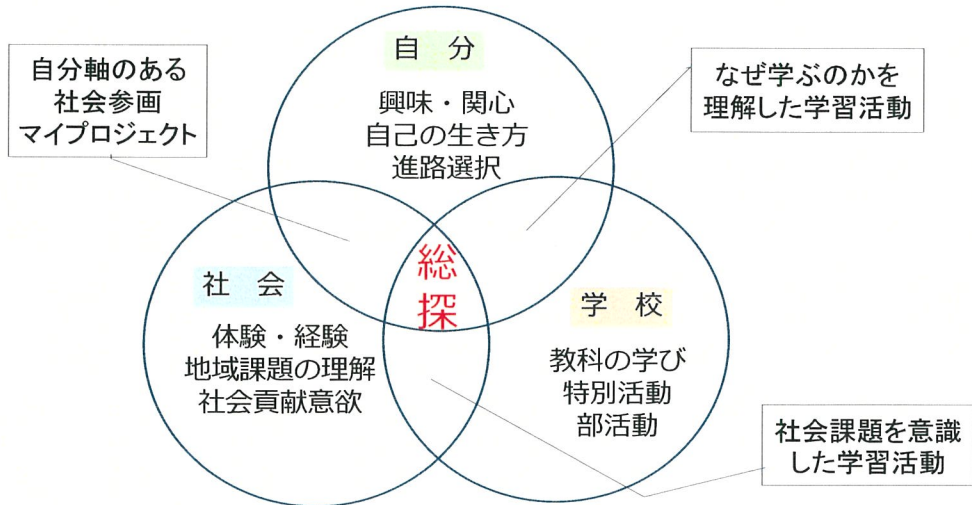 自 分
興味・関心
自己の生き方
進路選択
自分軸のある
社会参画
マイプロジェクト
なぜ学ぶのかを
理解した学習活動
総
探
社 会
体験・経験
地域課題の理解
社会貢献意欲
学 校
教科の学び
特別活動
部活動
社会課題を意識
した学習活動